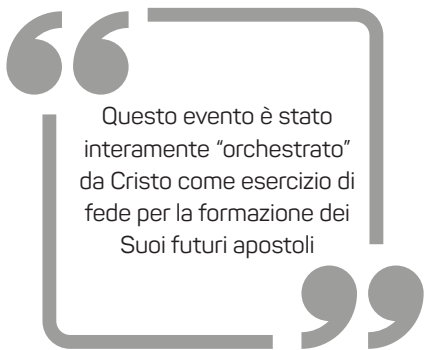 Questo evento è stato
interamente “orchestrato”
da Cristo come esercizio di
fede per la formazione dei
Suoi futuri apostoli